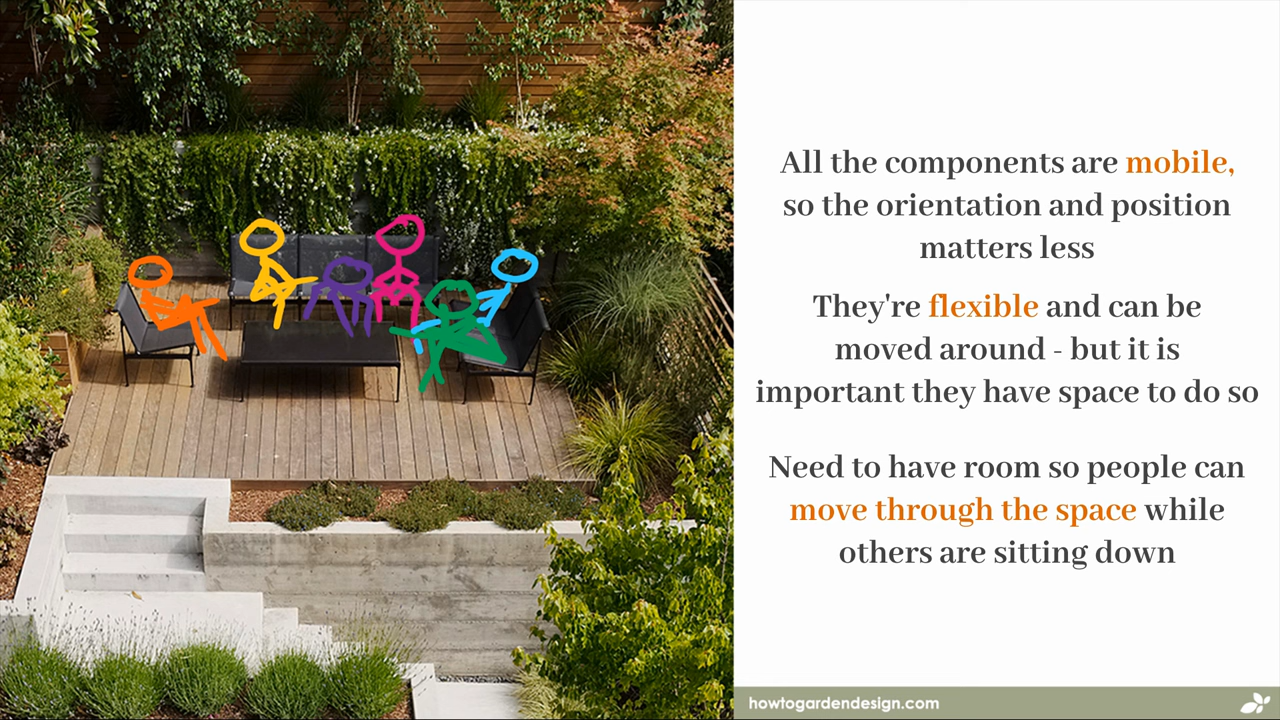 All the components are mobile,
so the orientation and position
matters less
They're flexible and can be
moved around - but it is
important they have space to do so
Need to have room so people can
move through the space while
others are sitting down
howtogardendesign.com